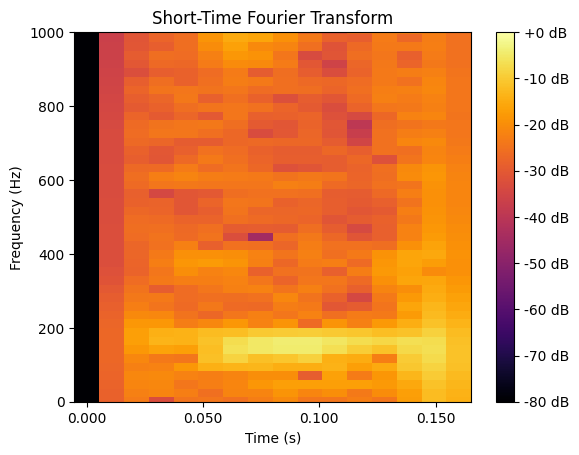 Short-Time Fourier Transform
Frequency (Hz)
1000
800
600
400
200
0
0.000
0.050
0.100
0.150
Time (s)
+0 dB
-10 dB
-20 dB
-30 dB
-40 dB
-50 dB
-60 dB
-70 dB
-80 dB